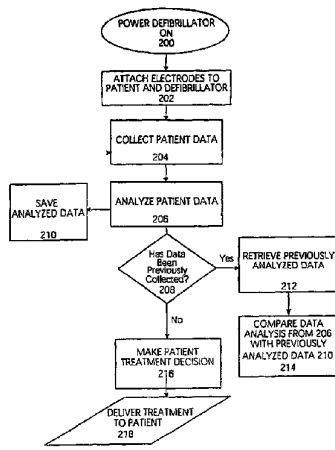 POWER DEFIBRILLATOR
ON
200
ATTACH ELECTRODES TO
PATIENT AND DEFIBRILLATOR
202
COLLECT PATIENT DATA
204
ANALYZE PATIENT DATA
206
SAVE
ANALYZED DATA
210
Has Data
Been
Previously
Collected?
208
Yes
RETRIEVE PREVIOUSLY
ANALYZED DATA
212
COMPARE DATA
ANALYSIS FROM 206
WITH PREVIOUSLY
ANALYZED DATA 210
214
No
MAKE PATIENT
TREATMENT DECISION
216
DELIVER TREATMENT
TO PATIENT
218